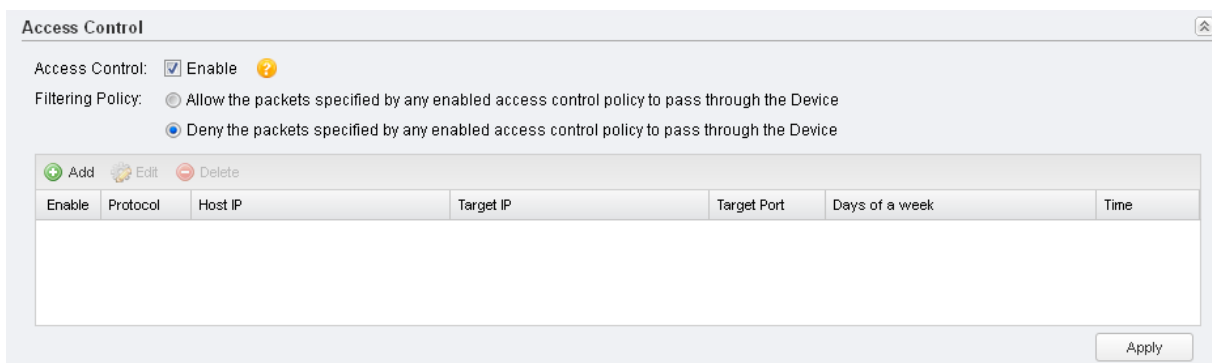 Access Control
Access Control: Enable ?
Filtering Policy: Allow the packets specified by any enabled access control policy to pass through the Device
Deny the packets specified by any enabled access control policy to pass through the Device
Add Edit Delete
Enable Protocol Host IP Target IP Target Port Days of a week Time
Apply